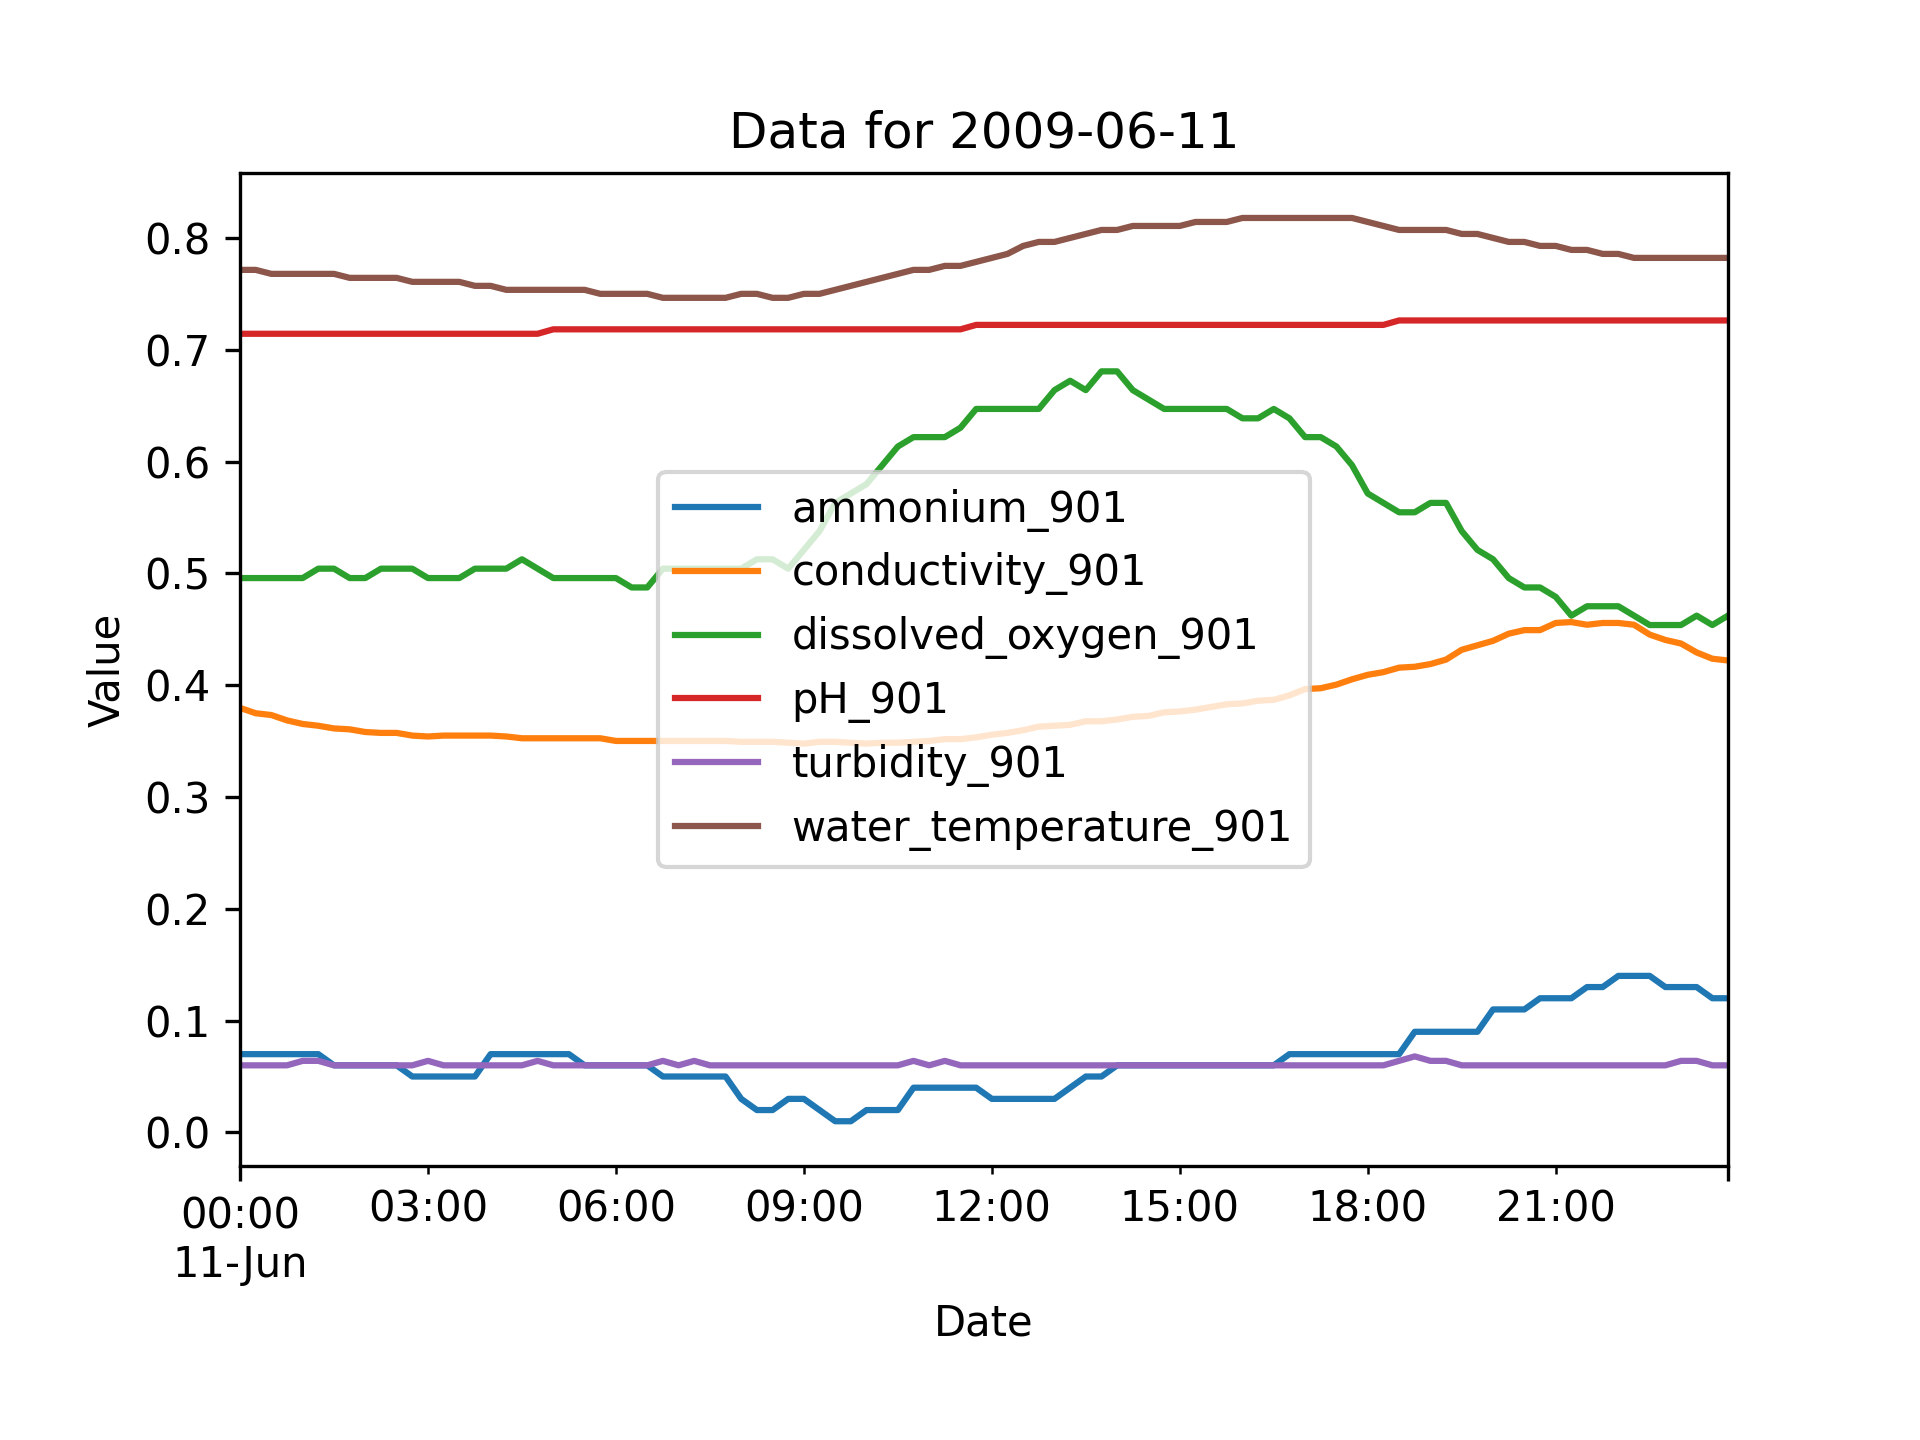 Data for 2009-06-11
Value
0.8
0.7
0.6
0.5
0.4
0.3
0.2
0.1
0.0
ammonium_901
conductivity_901
dissolved_oxygen_901
pH_901
turbidity_901
water_temperature_901
00:00 03:00 06:00 09:00 12:00 15:00 18:00 21:00
11-Jun
Date